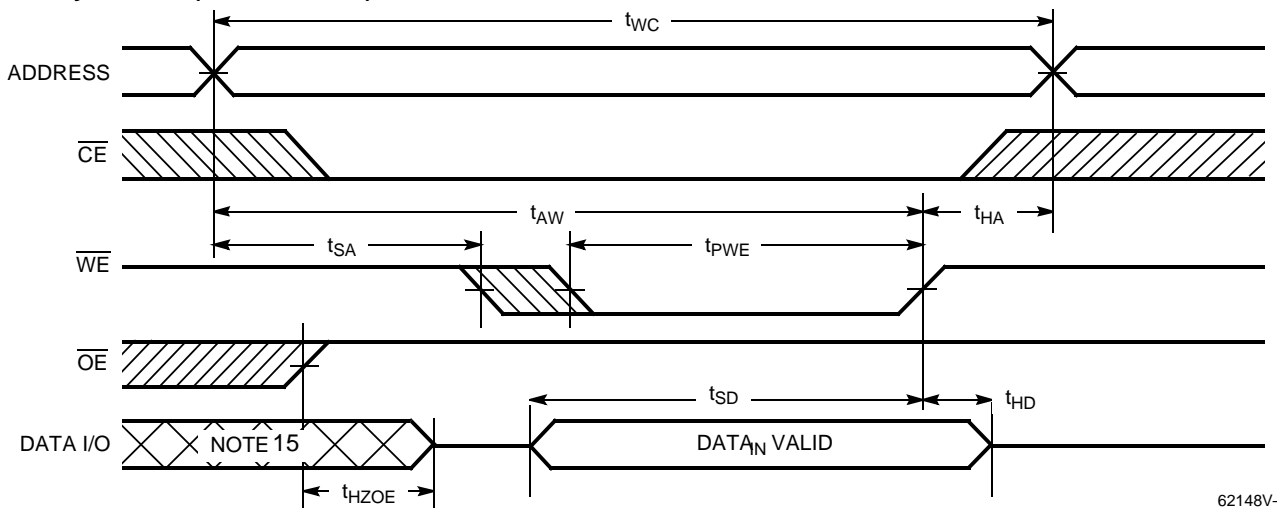 tWC
ADDRESS
CE
tAW
tHA
tSA
tPWE
WE
OE
tSD
tHD
DATA I/O
NOTE 15
DATAIN VALID
tHZOE
62148V-